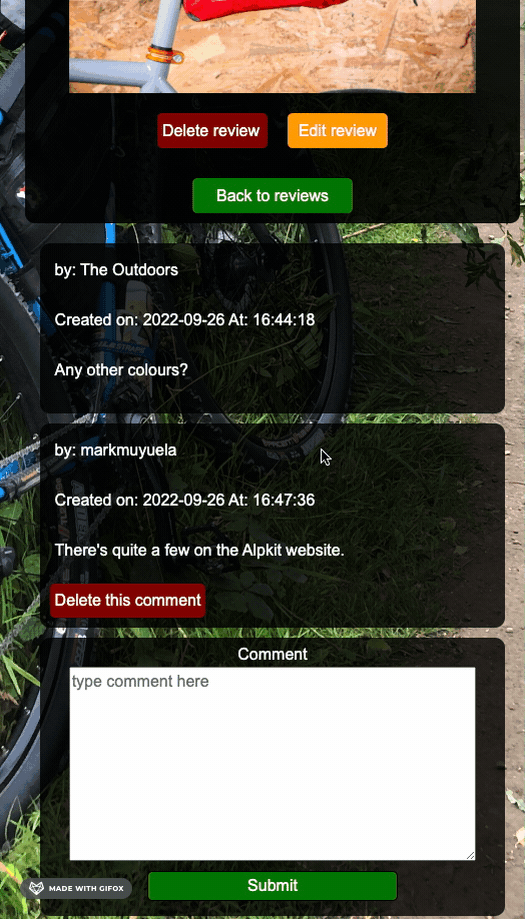 Delete review
Edit review
Back to reviews
by: The Outdoors
Created on: 2022-09-26 At: 16:44:18
Any other colours?
by: markmuyuela
Created on: 2022-09-26 At: 16:47:36
There's quite a few on the Alpkit website.
Delete this comment
Comment
type comment here
MADE WITH GIFOX
Submit